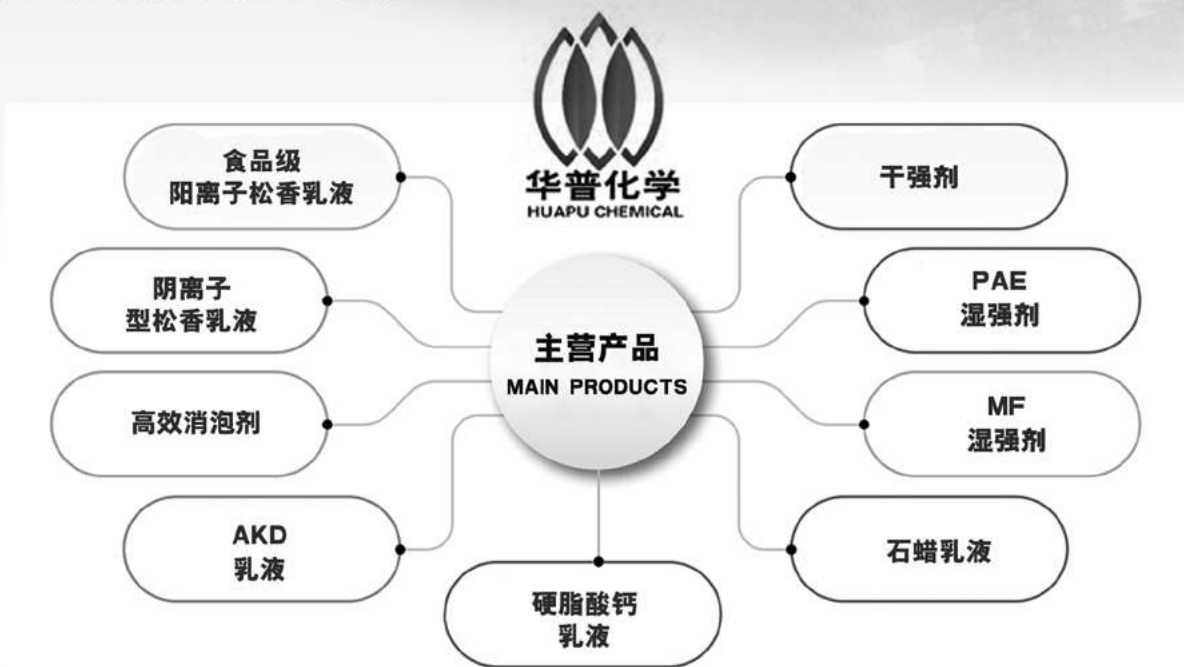 华普化学
HUAPU CHEMICAL
食品级
阳离子松香乳液
干强剂
阴离子
型松香乳液
PAE
湿强剂
主营产品
MAIN PRODUCTS
高效消泡剂
MF
湿强剂
AKD
乳液
石蜡乳液
硬脂酸钙
乳液